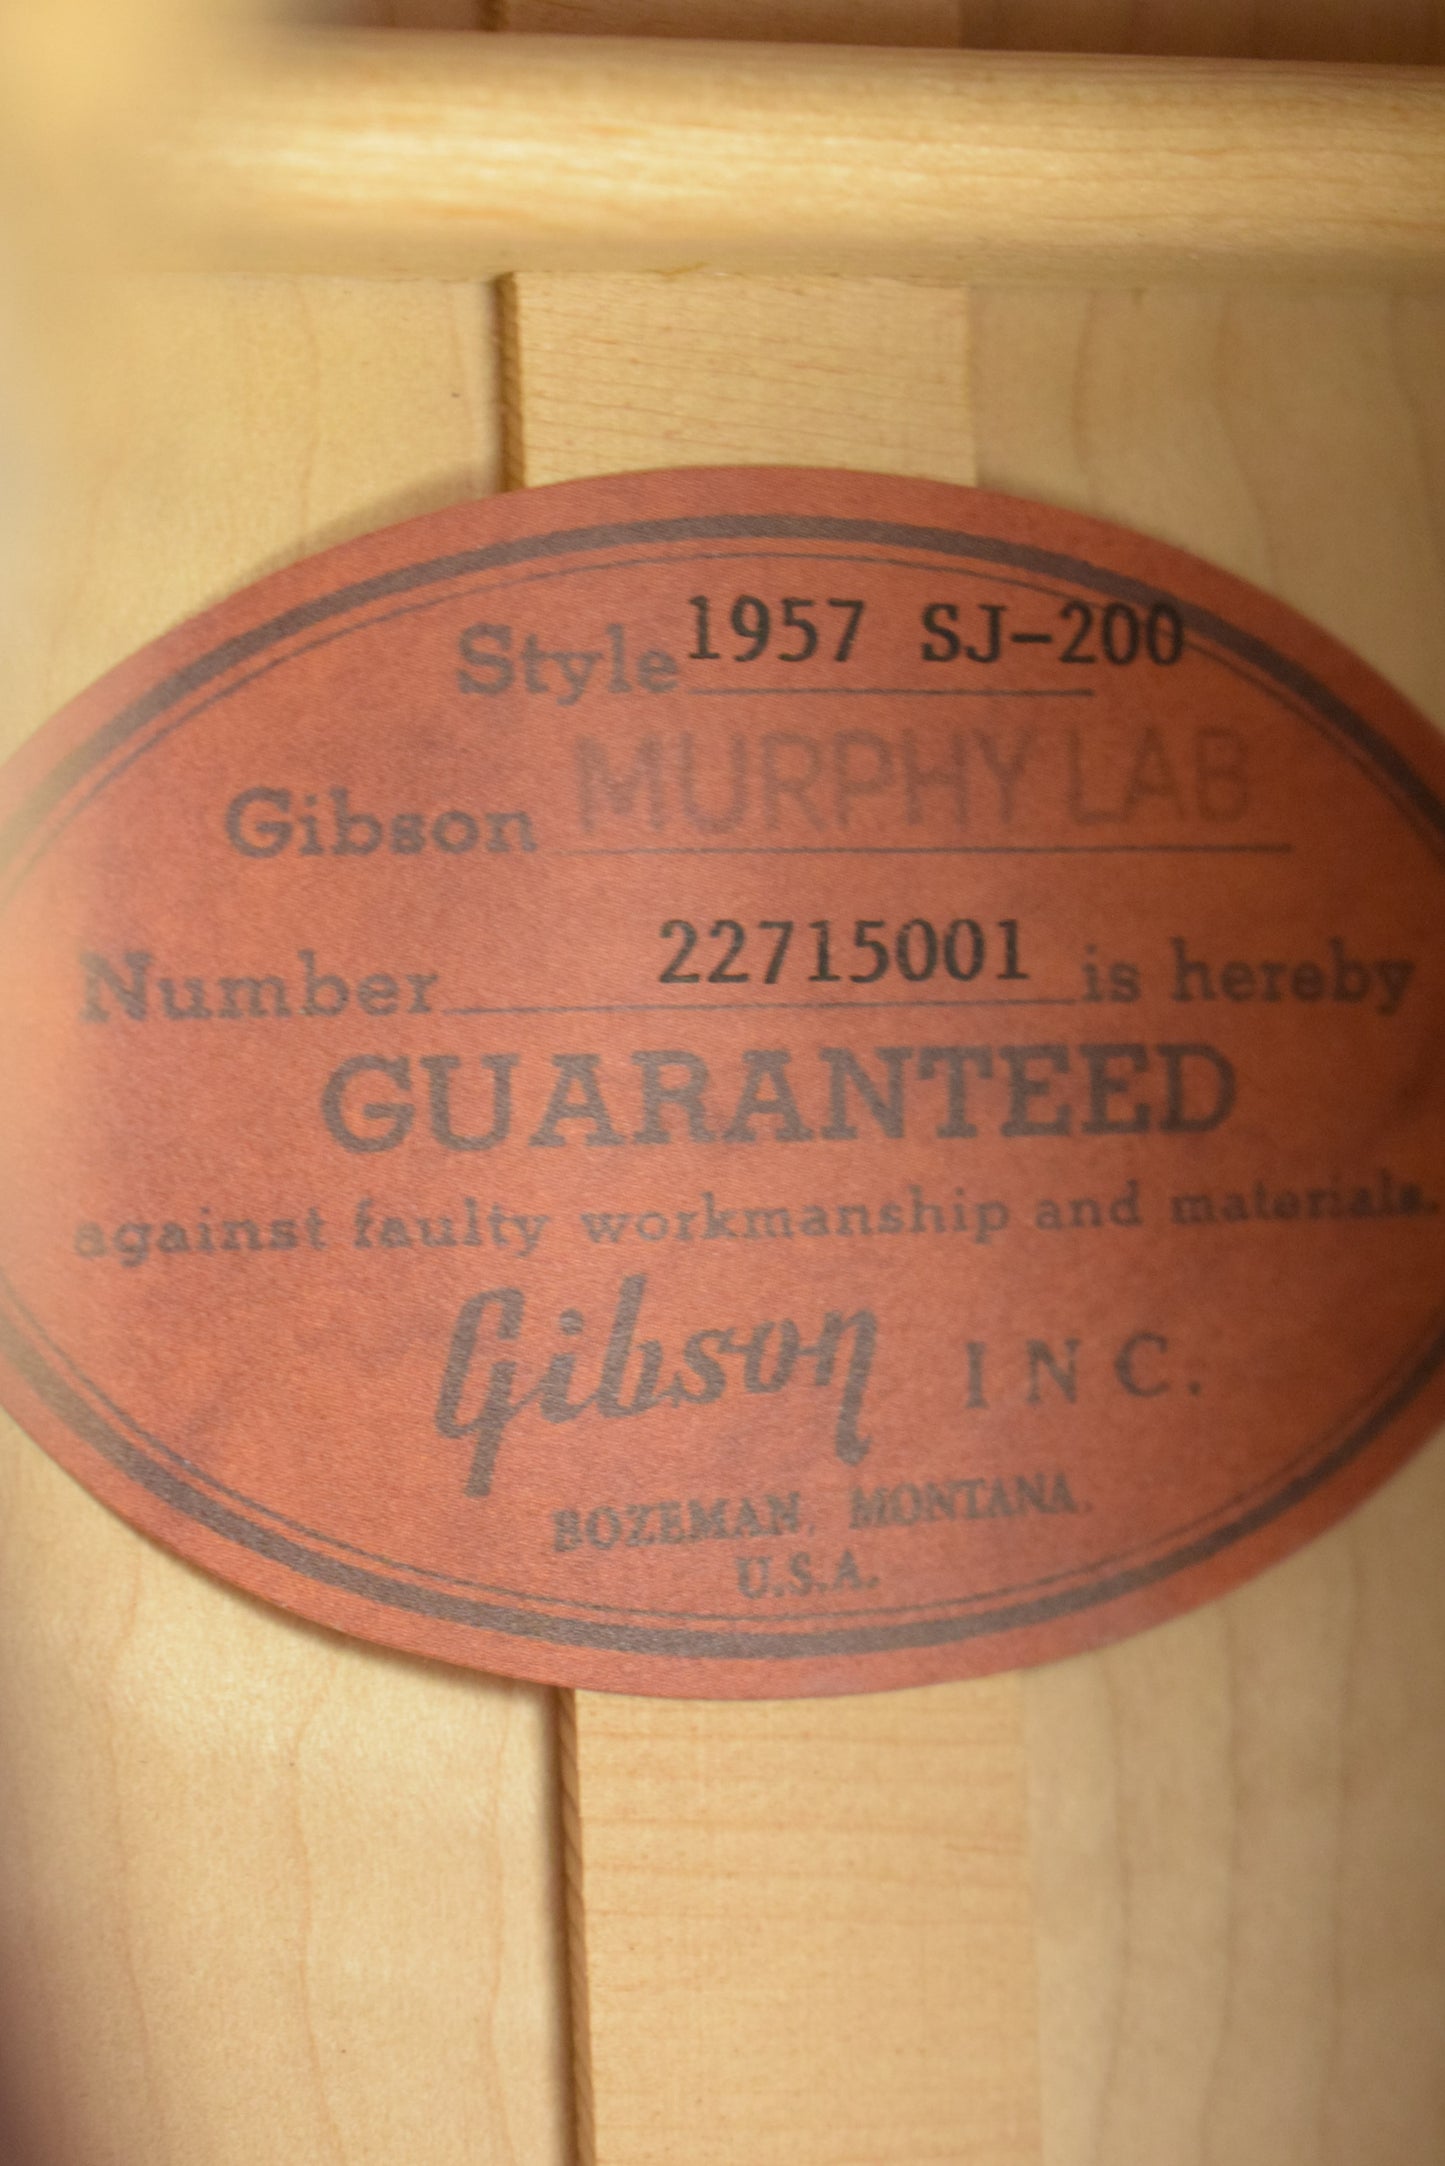 Style 1957 SJ-200
Gibson MURPHY LAB
Number 22715001 is hereby
GUARANTEED
against faulty workmanship and materials.
Gibson INC.
BOZEMAN, MONTANA,
U.S.A.